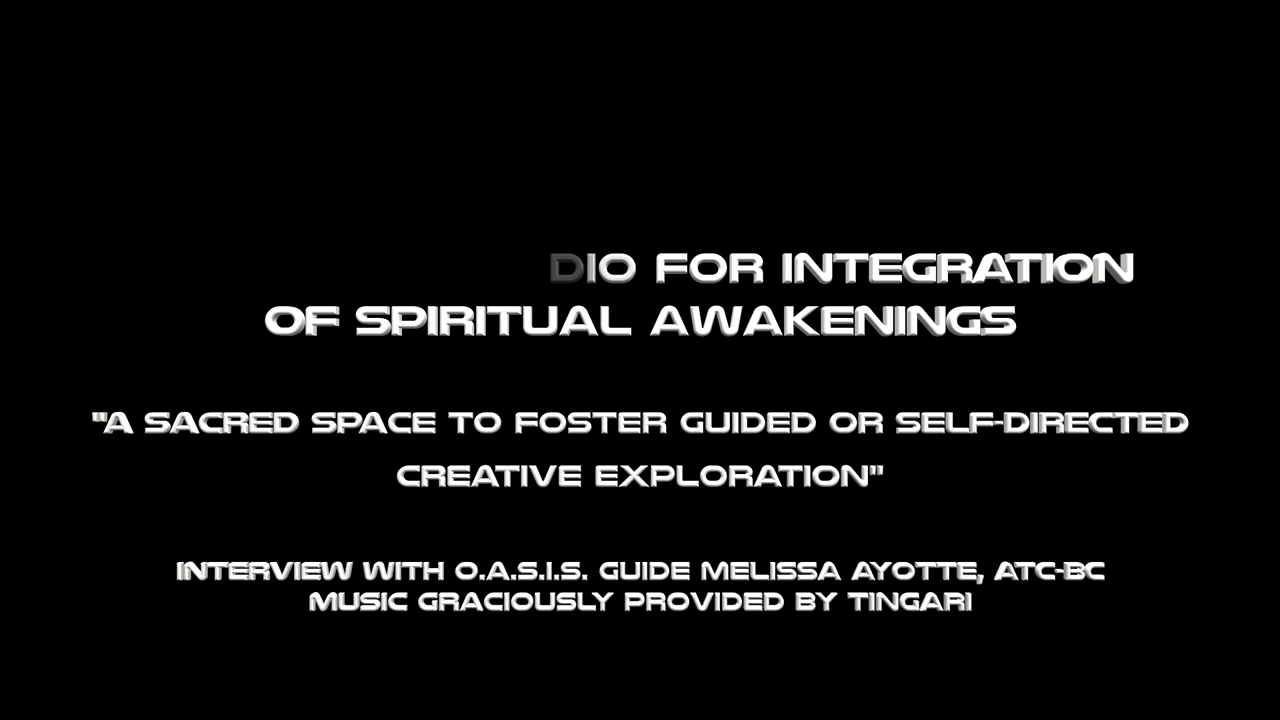 DIO FOR INTEGRATION
OF SPIRITUAL AWAKENINGS
"A SACRED SPACE TO FOSTER GUIDED OR SELF-DIRECTED
CREATIVE EXPLORATION"
INTERVIEW WITH O.A.S.I.S. GUIDE MELISSA AYOTTE, ATC-BC
MUSIC GRACIOUSLY PROVIDED BY TINGARI